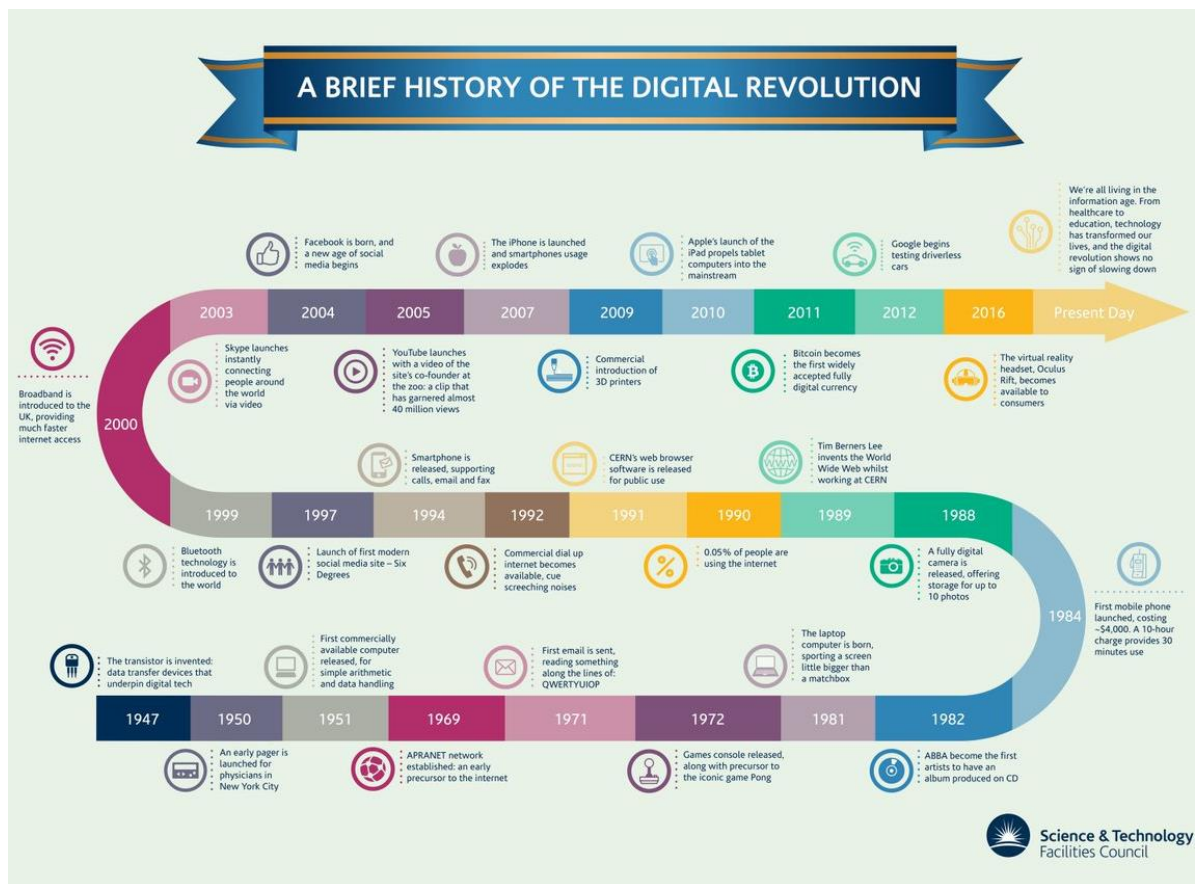 A BRIEF HISTORY OF THE DIGITAL REVOLUTION
We're all living in the
information age. From
healthcare to
education, technology
has transformed our
lives, and the digital
revolution shows no
sign of slowing down
Facebook is born, and
a new age of social
media begins
The iPhone is launched
and smartphones usage
explodes
Apple's launch of the
iPad propels tablet
computers into the
mainstream
Google begins
testing driverless
cars
2003
2004
2005
2007
2009
2010
2011
2012
2016
Present Day
Skype launches
instantly
connecting
people around
the world
via video
YouTube launches
with a video of the
site's co-founder at
the zoo: a clip that
has garnered almost
40 million views
Commercial
introduction of
3D printers
Bitcoin becomes
the first widely
accepted fully
digital currency
The virtual reality
headset, Oculus
Rift, becomes
available to
consumers
Broadband is
introduced to the
UK, providing
much faster
internet access
2000
Smartphone is
released, supporting
calls, email and fax
CERN's web browser
software is released
for public use
WWW
Tim Berners Lee
invents the World
Wide Web whilst
working at CERN
1999
1997
1994
1992
1991
1990
1989
1988
Bluetooth
technology is
introduced to
the world
Launch of first modern
social media site – Six
Degrees
Commercial dial up
internet becomes
available, cue
screeching noises
%
0.05% of people are
using the internet
A fully digital
camera is
released, offering
storage for up to
10 photos
1984
First mobile phone
launched, costing
~$4,000. A 10-hour
charge provides 30
minutes use
The transistor is invented:
data transfer devices that
underpin digital tech
First commercially
available computer
released, for
simple arithmetic
and data handling
First email is sent,
reading something
along the lines of:
QWERTYUIOP
The laptop
computer is born,
sporting a screen
little bigger than
a matchbox
1947
1950
1951
1969
1971
1972
1981
1982
An early pager is
launched for
physicians in
New York City
APRANET network
established: an early
precursor to the internet
Games console released,
along with precursor to
the iconic game Pong
ABBA become the first
artists to have an
album produced on CD
Science & Technology
Facilities Council